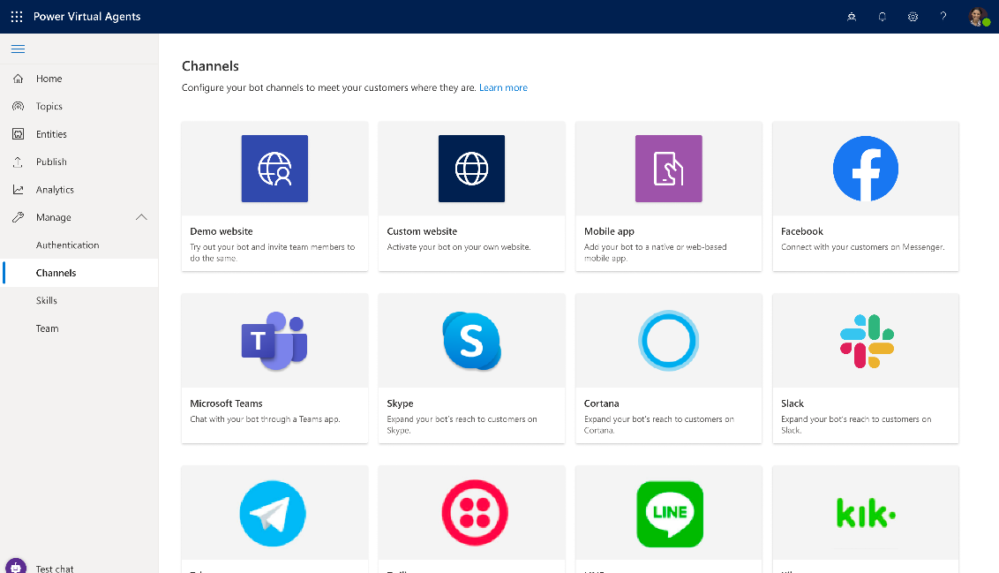 Power Virtual Agents
?
Home
Topics
Entities
Publish
Analytics
Manage
Authentication
Channels
Skills
Team
Test chat
Channels
Configure your bot channels to meet your customers where they are. Learn more
Demo website
Try out your bot and invite team members to
do the same.
Custom website
Activate your bot on your own website.
Mobile app
Add your bot to a native or web-based
mobile app.
Facebook
Connect with your customers on Messenger.
T
Microsoft Teams
Chat with your bot through a Teams app.
S
Skype
Expand your bot's reach to customers on
Skype.
Cortana
Expand your bot's reach to customers on
Cortana.
Slack
Expand your bot's reach to customers on
Slack.
LINE
kik·